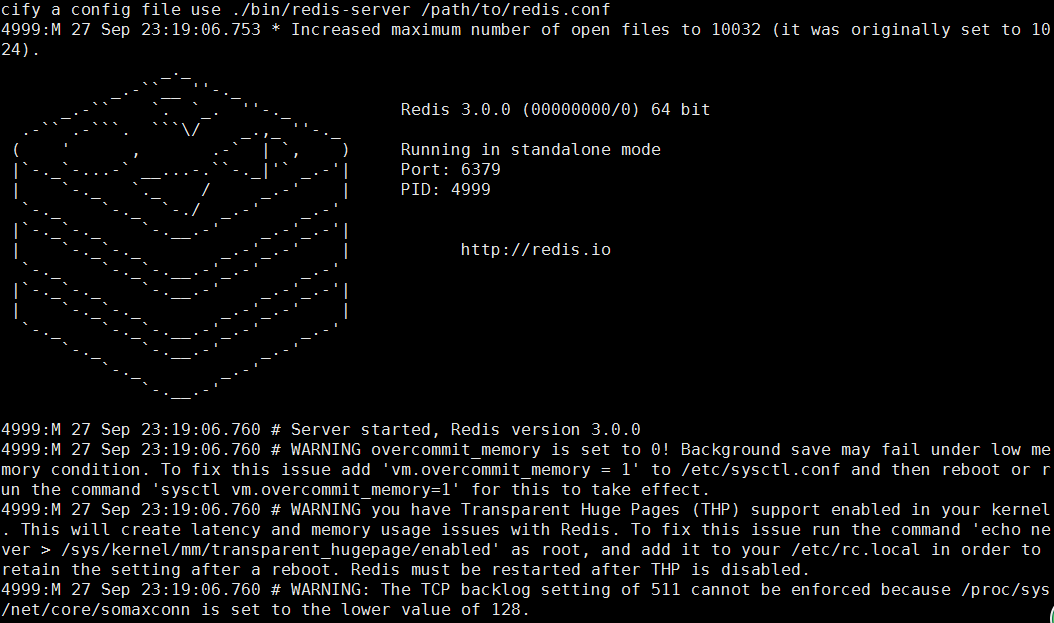 cify a config file use ./bin/redis-server /path/to/redis.conf
4999:M 27 Sep 23:19:06.753 * Increased maximum number of open files to 10032 (it was originally set to 10
24).
Redis 3.0.0 (00000000/0) 64 bit
Running in standalone mode
Port: 6379
PID: 4999
http://redis.io
4999:M 27 Sep 23:19:06.760 # Server started, Redis version 3.0.0
4999:M 27 Sep 23:19:06.760 # WARNING overcommit_memory is set to 0! Background save may fail under low me
mory condition. To fix this issue add 'vm.overcommit_memory = 1' to /etc/sysctl.conf and then reboot or r
un the command 'sysctl vm.overcommit_memory=1' for this to take effect.
4999:M 27 Sep 23:19:06.760 # WARNING you have Transparent Huge Pages (THP) support enabled in your kernel
. This will create latency and memory usage issues with Redis. To fix this issue run the command 'echo ne
ver > /sys/kernel/mm/transparent_hugepage/enabled' as root, and add it to your /etc/rc.local in order to
retain the setting after a reboot. Redis must be restarted after THP is disabled.
4999:M 27 Sep 23:19:06.760 # WARNING: The TCP backlog setting of 511 cannot be enforced because /proc/sys
/net/core/somaxconn is set to the lower value of 128.